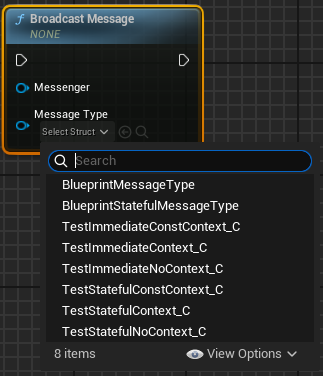 Broadcast Message
NONE
Messenger
Message Type
Select Struct
Search
BlueprintMessageType
BlueprintStatefulMessageType
TestImmediateConstContext_C
TestImmediateContext_C
TestImmediateNoContext_C
TestStatefulConstContext_C
TestStatefulContext_C
TestStatefulNoContext_C
8 items View Options